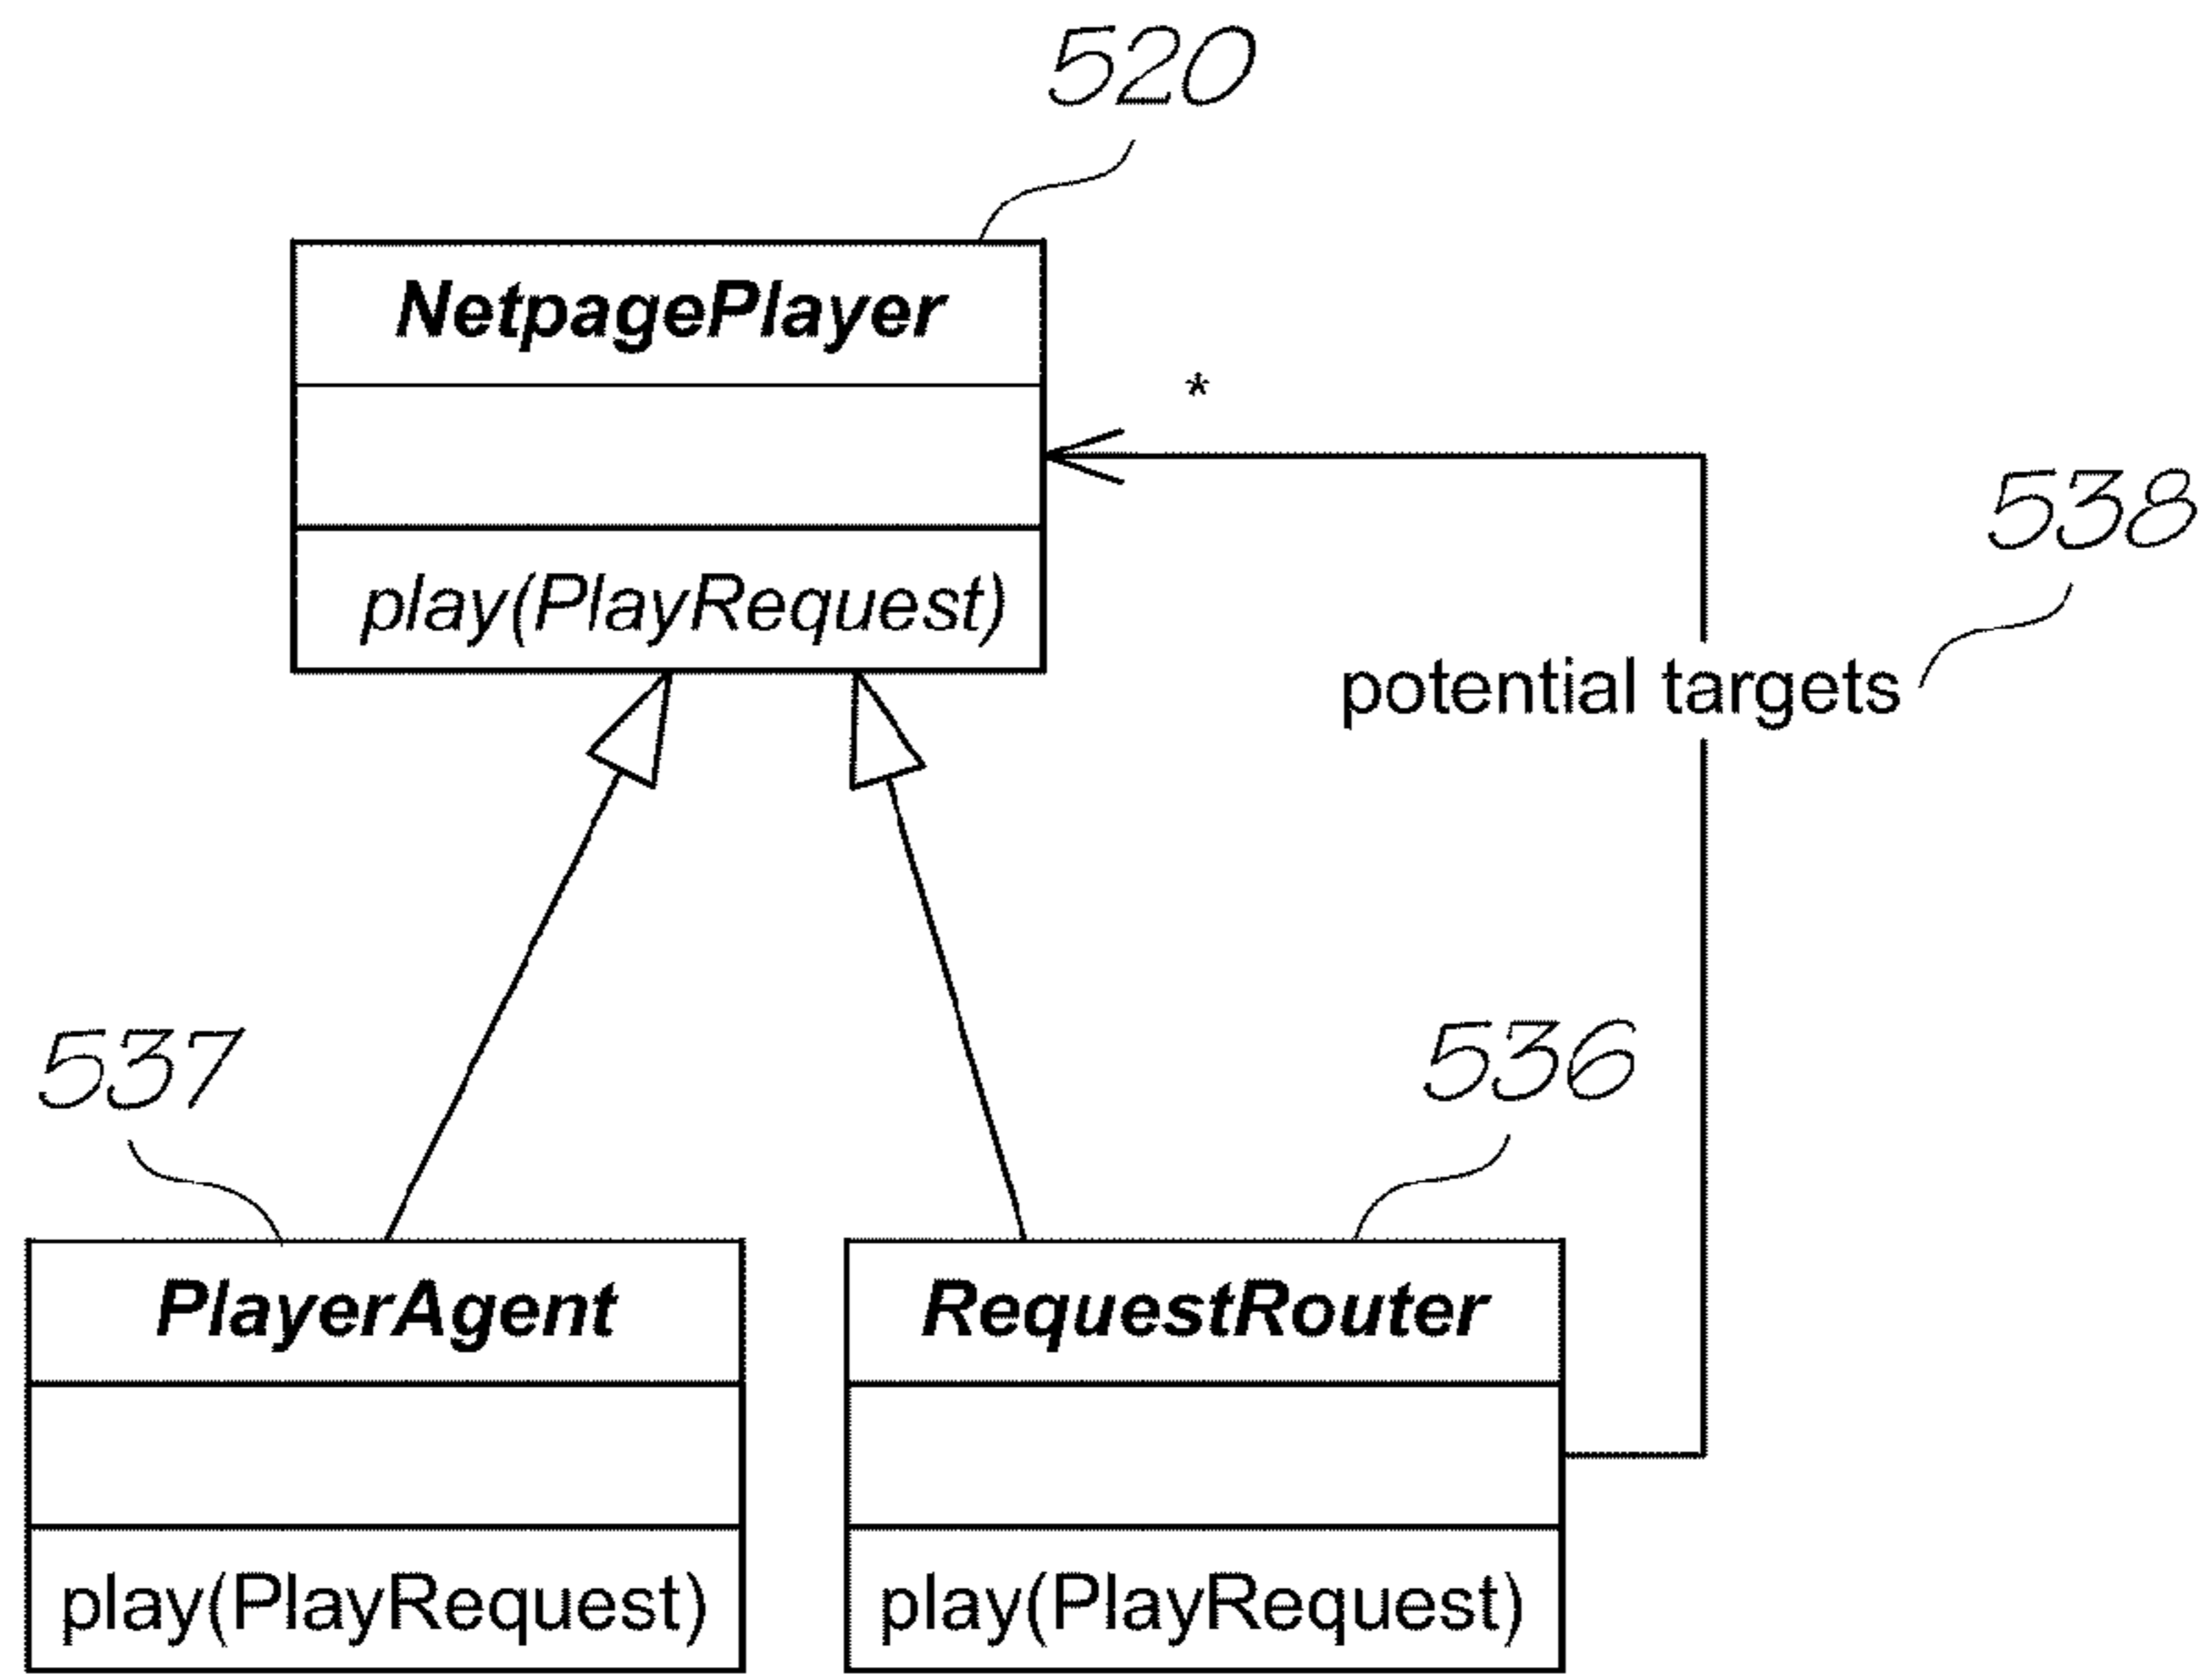 520
NetpagePlayer
*
play(PlayRequest)
538
potential targets
537
536
PlayerAgent
RequestRouter
play(PlayRequest)
play(PlayRequest)